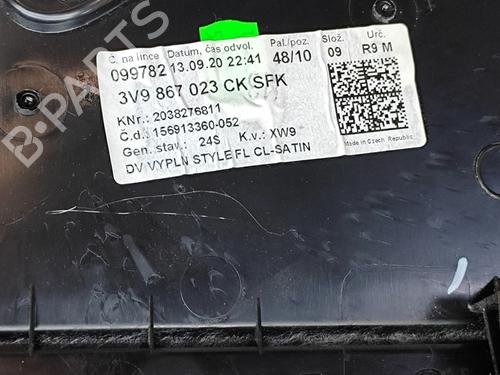 Č. na lince Datum, čas odvol. Pal./poz. Slož. Urč.
099782 13.09.20 22:41 48/10 09 R9 M
3V9 867 023 CK SFK
KNr.: 2038276811
Č.d.: 156913360-052
Gen. stav.: 24S K.v.: XW9
DV VYPLN STYLE FL CL-SATIN
Made in Czech Republic
B-PARTS